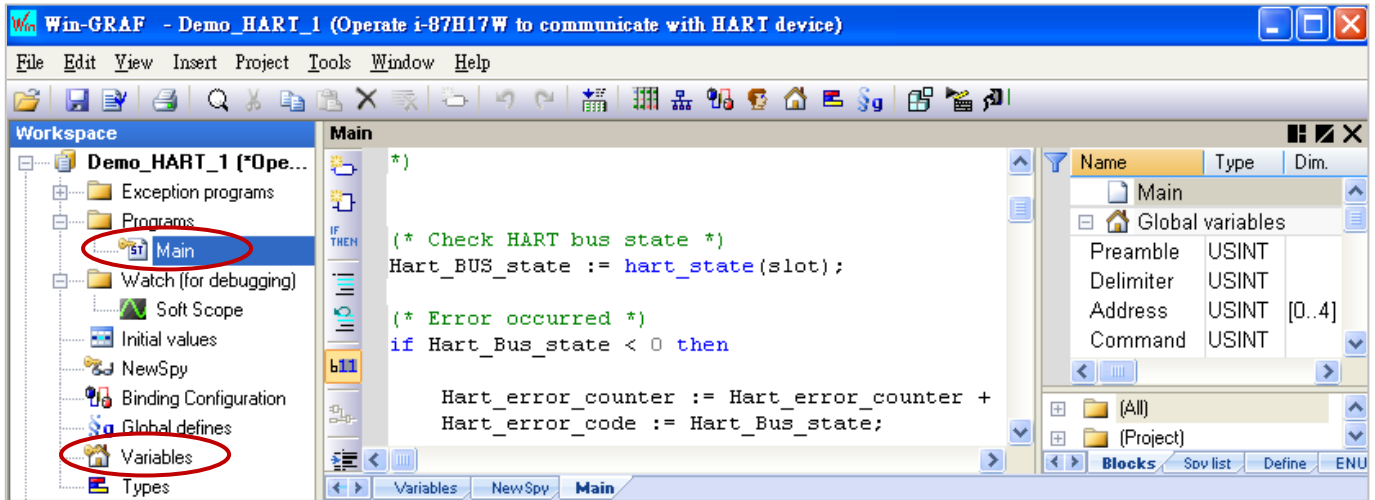 Win-GRAF - Demo_HART_1 (Operate i-87H17W to communicate with HART device)
File Edit View Insert Project Tools Window Help
Workspace
Demo_HART_1 (*Ope...
Exception programs
Programs
ST Main
Watch (for debugging)
Soft Scope
Initial values
NewSpy
Binding Configuration
Global defines
Variables
Types
Main
IF
THEN
*)
(* Check HART bus state *)
Hart_BUS_state := hart_state(slot);
(* Error occurred *)
if Hart_Bus_state < 0 then
Hart_error_counter := Hart_error_counter +
Hart_error_code := Hart_Bus_state;
Variables NewSpy Main
Name Type Dim.
Main
Global variables
Preamble USINT
Delimiter USINT
Address USINT [0..4]
Command USINT
(All)
(Project)
Blocks Spy list Define ENU